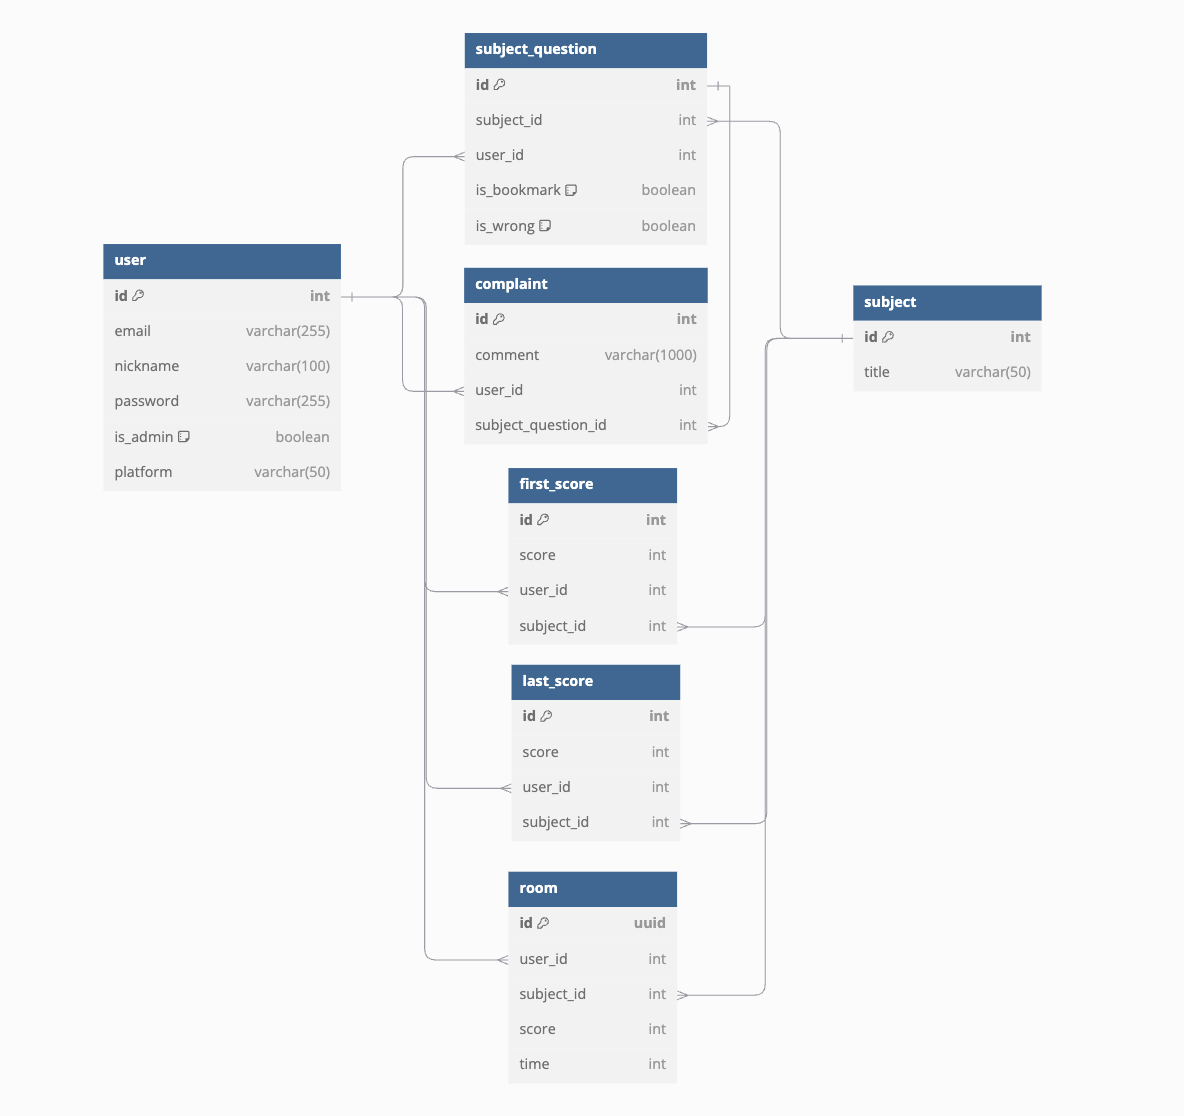 subject_question
id int
subject_id int
user_id int
is_bookmark boolean
is_wrong boolean
user
id int
email varchar(255)
nickname varchar(100)
password varchar(255)
is_admin boolean
platform varchar(50)
complaint
id int
comment varchar(1000)
user_id int
subject_question_id int
subject
id int
title varchar(50)
first_score
id int
score int
user_id int
subject_id int
last_score
id int
score int
user_id int
subject_id int
room
id uuid
user_id int
subject_id int
score int
time int